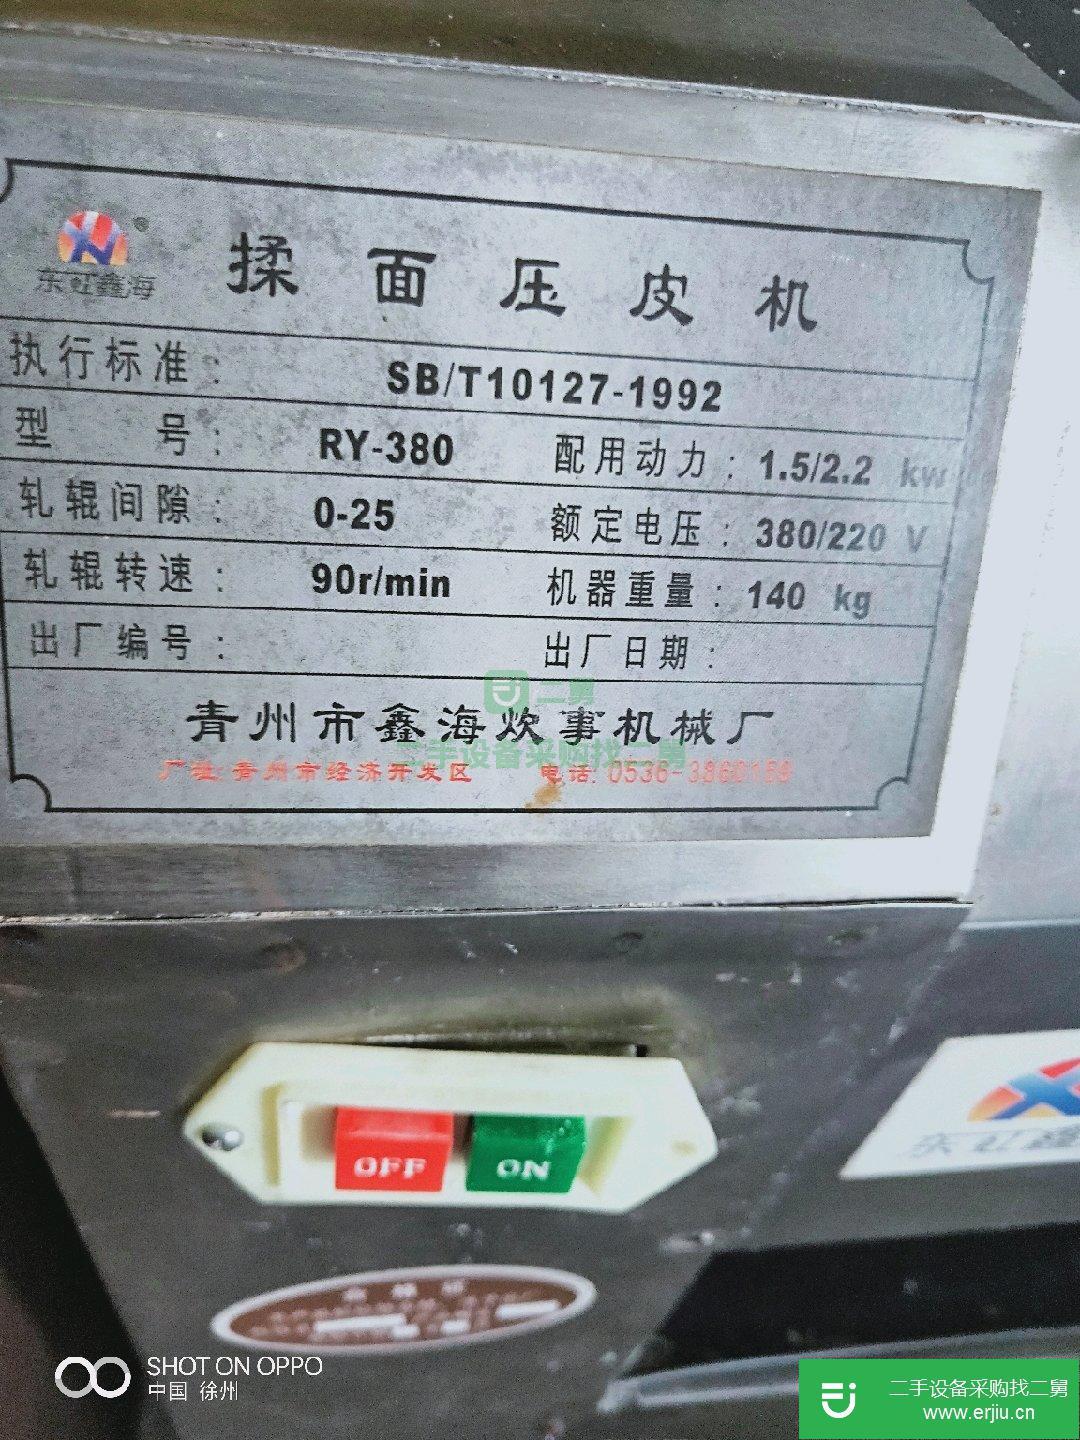 东方鑫海
揉面压皮机
执行标准： SB/T10127-1992
型 号： RY-380 配用动力：1.5/2.2 kw
轧辊间隙： 0-25 额定电压：380/220 V
轧辊转速： 90r/min 机器重量：140 kg
出厂编号： 出厂日期：
二舅
青州市鑫海炊事机械厂
二手设备采购找二舅
厂址:青州市经济开发区 电话: 0536-3860159
OFF ON
SHOT ON OPPO
中国 徐州
二手设备采购找二舅
www.erjiu.cn